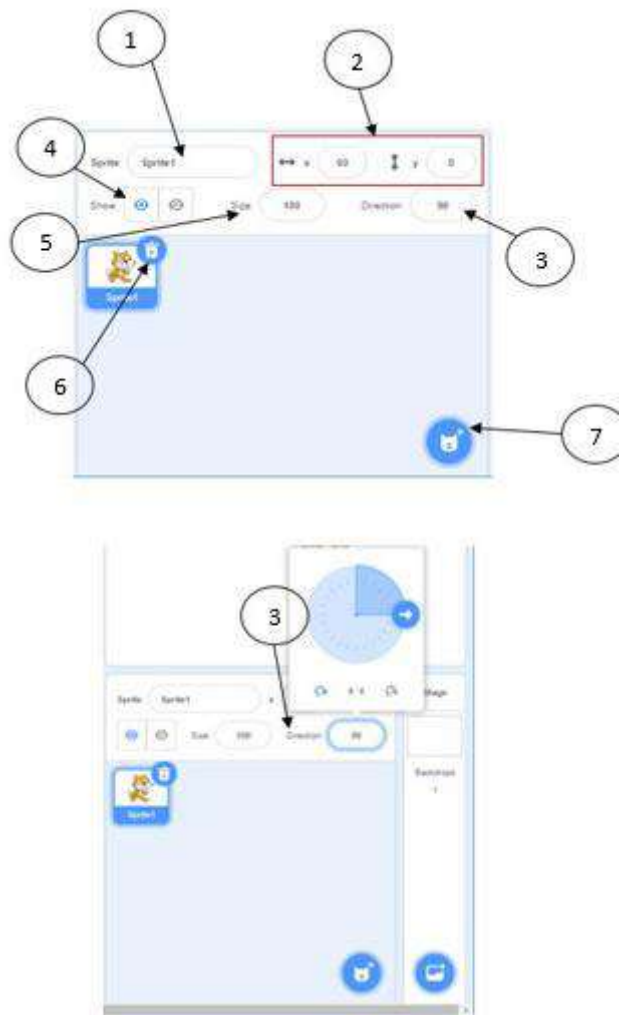 1
2
4
Sprite Sprite1 x y 0
Show Size 100 Direction 90
5
3
Sprite1
6
7
3
Sprite Sprite1 x
Size 100 Direction 90
Stage
Backdrops
1
Sprite1